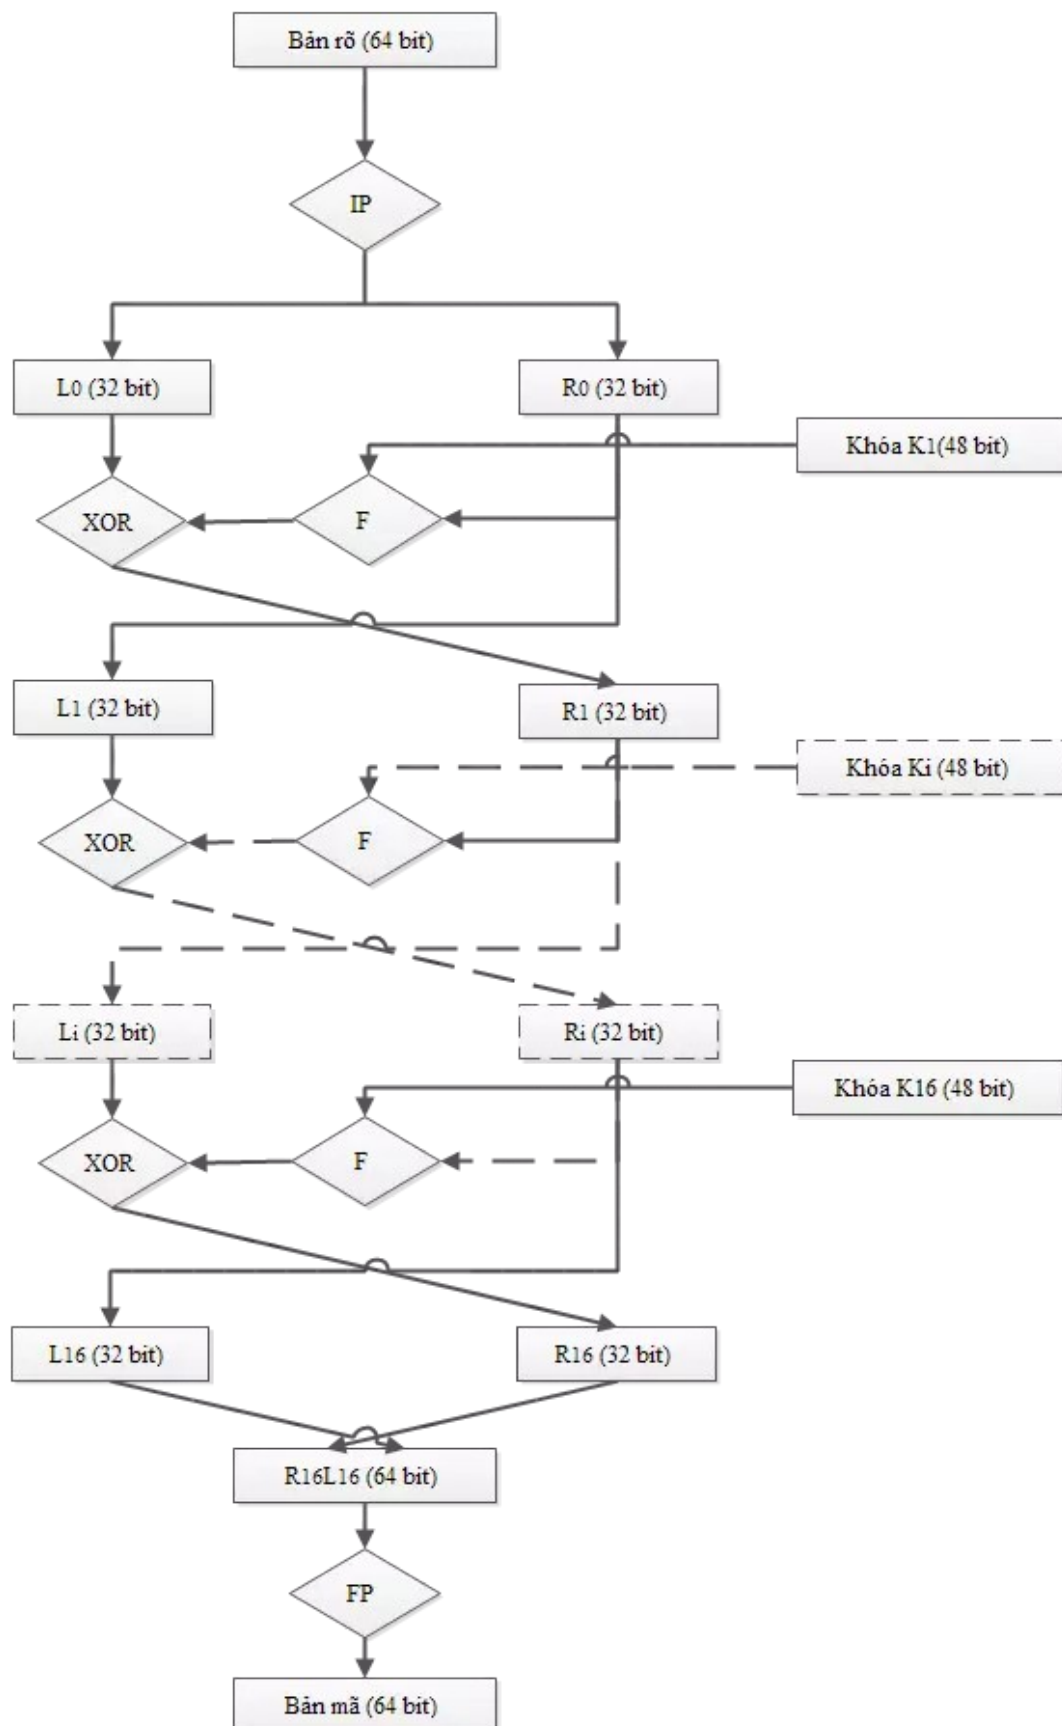 Bản rõ (64 bit)
IP
L0 (32 bit)
R0 (32 bit)
Khóa K1(48 bit)
XOR
F
L1 (32 bit)
R1 (32 bit)
Khóa Ki (48 bit)
XOR
F
Li (32 bit)
Ri (32 bit)
Khóa K16 (48 bit)
XOR
F
L16 (32 bit)
R16 (32 bit)
R16L16 (64 bit)
FP
Bản mã (64 bit)